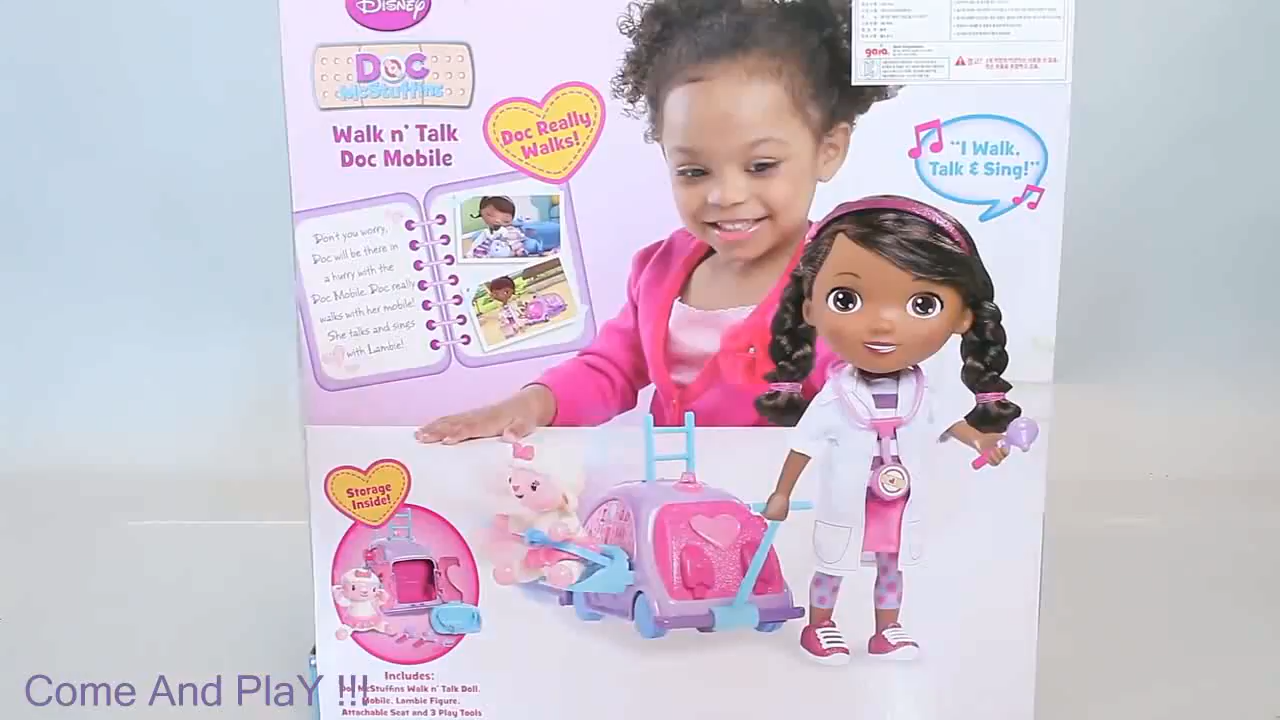 Disney
Doc
McStuffins
Walk n' Talk
Doc Mobile
Doc Really
Walks!
"I Walk,
Talk & Sing!"
Don't you worry,
Doc will be there in
a hurry with the
Doc Mobile. Doc really
walks with her mobile!
She talks and sings
with Lambie!
Storage
Inside!
Includes:
Doc McStuffins Walk n' Talk Doll,
Mobile, Lambie Figure,
Attachable Seat and 3 Play Tools
Come And PlaY !!!